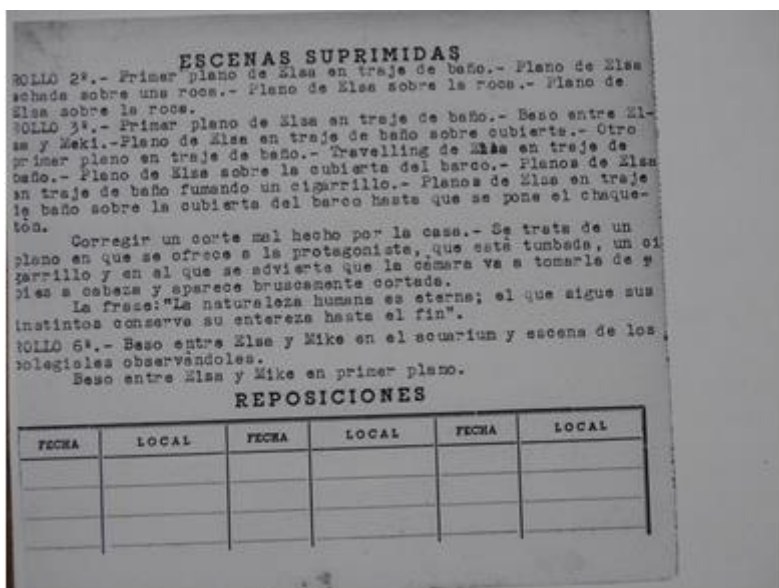 ESCENAS SUPRIMIDAS
ROLLO 2º.- Primer plano de Elsa en traje de baño.- Plano de Elsa
echada sobre una roca.- Plano de Elsa sobre la roca.- Plano de
Elsa sobre la roca.
ROLLO 3º.- Primer plano de Elsa en traje de baño.- Beso entre El-
sa y Meki.-Plano de Elsa en traje de baño sobre cubierta.- Otro
primer plano en traje de baño.- Travelling de Elsa en traje de
baño.- Plano de Elsa sobre la cubierta del barco.- Planos de Elsa
en traje de baño fumando un cigarrillo.- Planos de Elsa en traje
de baño sobre la cubierta del barco hasta que se pone el chaque-
tón.
Corregir un corte mal hecho por la casa.- Se trata de un
plano en que se ofrece a la protagonista, que está tumbada, un ci
garrillo y en al que se advierte que la cámara va a tomarla de p
pies a cabeza y aparece bruscamente cortada.
La frase:"La naturaleza humana es eterna; el que sigue sus
instintos conserva su entereza hasta el fin".
ROLLO 6º.- Beso entre Elsa y Mike en el acuarium y escena de los
colegiales observándoles.
Beso entre Elsa y Mike en primer plano.
REPOSICIONES
FECHA LOCAL FECHA LOCAL FECHA LOCAL